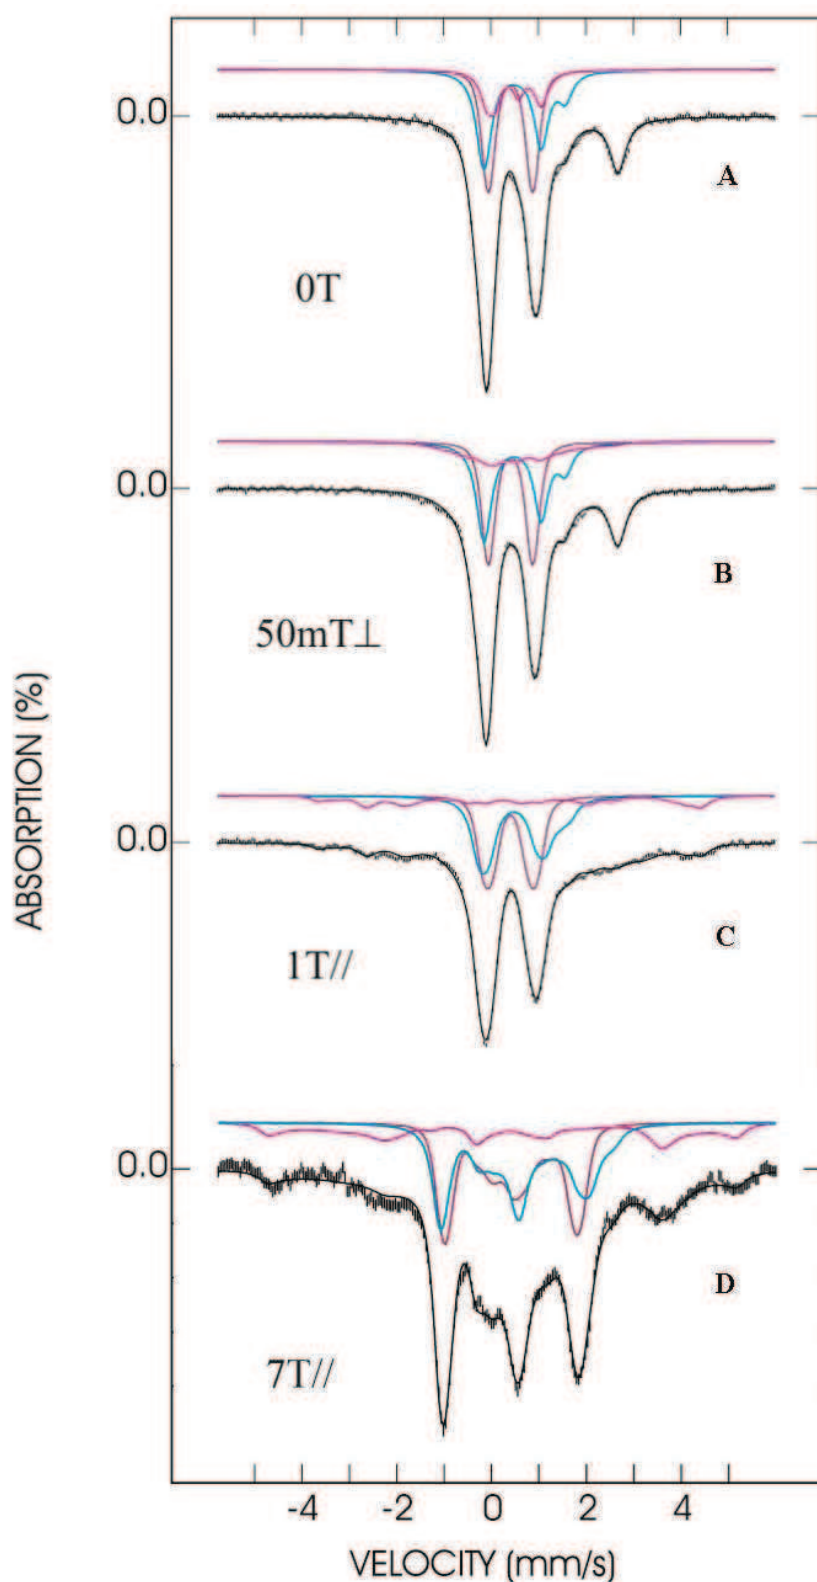 0.0
A
0T
0.0
B
50mT⊥
ABSORPTION (%)
0.0
C
1T//
0.0
D
7T//
-4 -2 0 2 4
VELOCITY (mm/s)